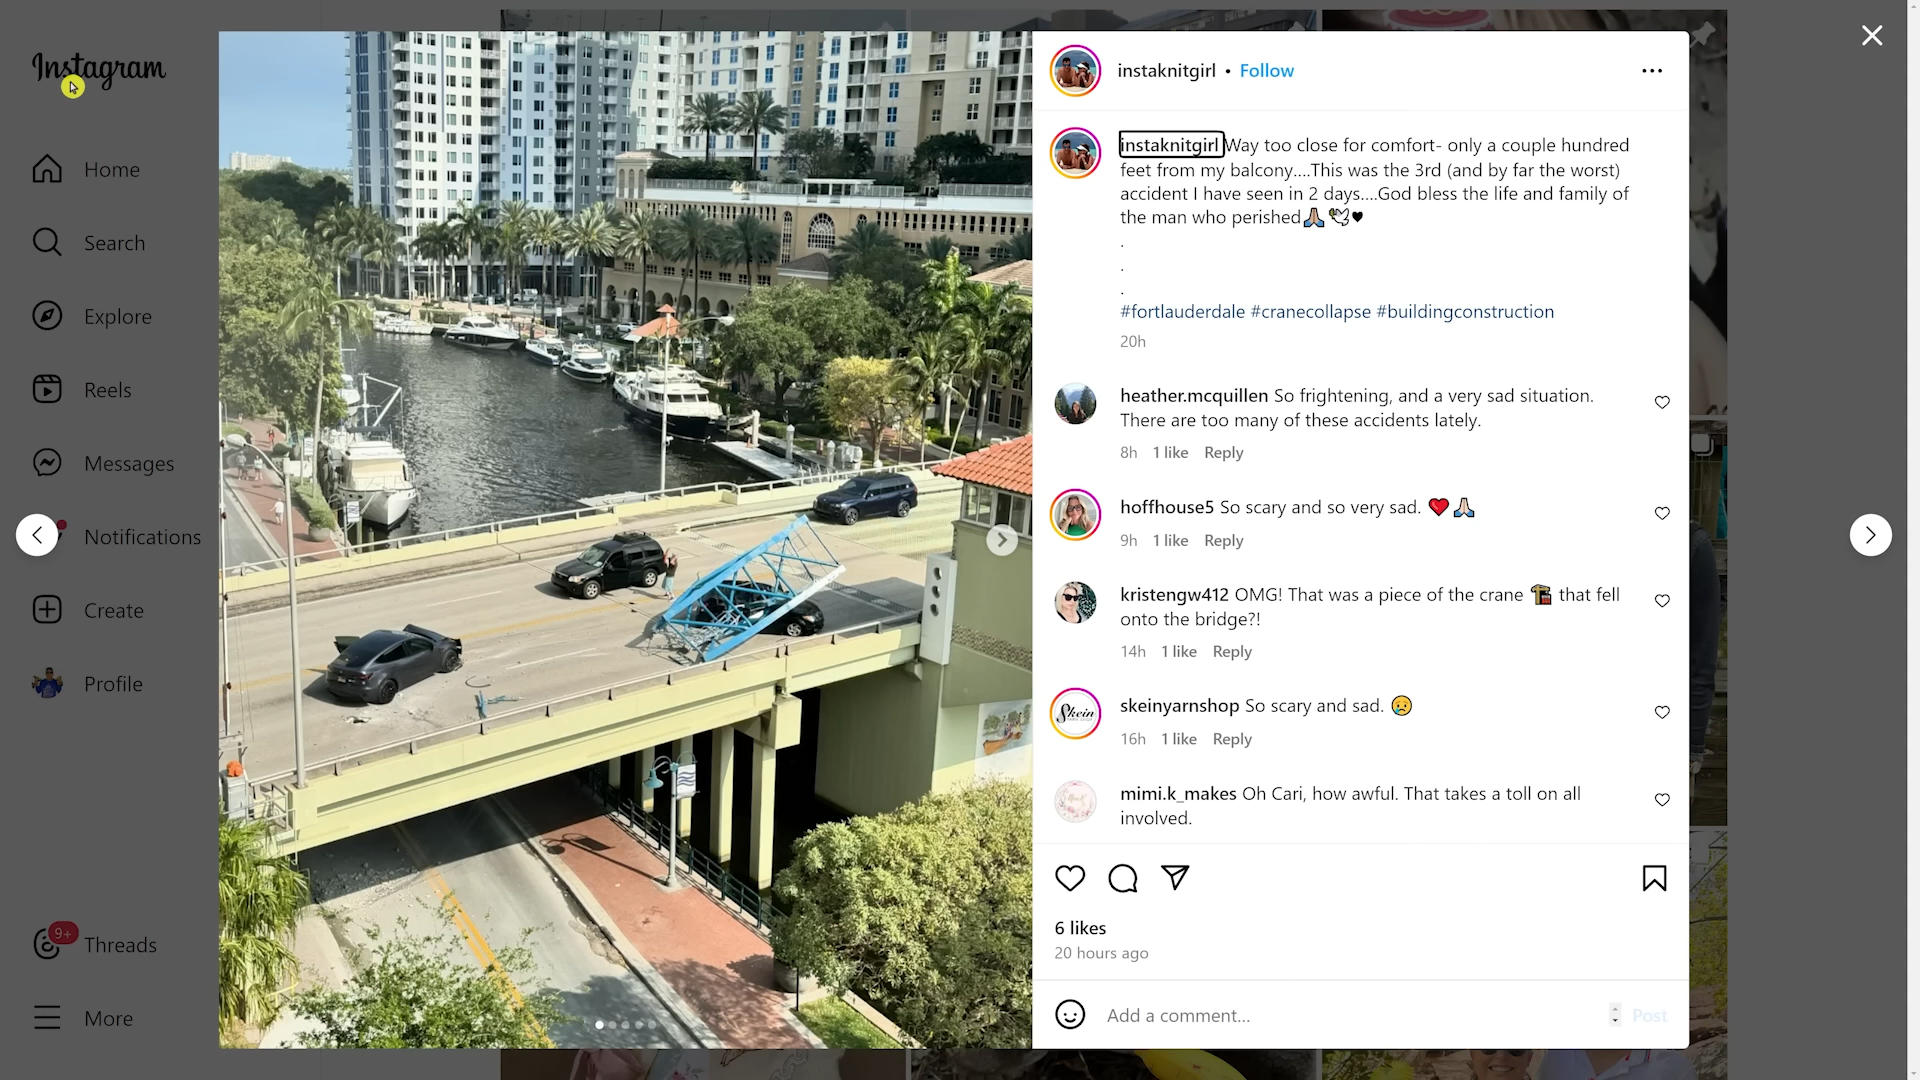 Instagram
Home
Search
Explore
Reels
Messages
Notifications
Create
Profile
9+
Threads
More
instaknitgirl • Follow
instaknitgirl Way too close for comfort- only a couple hundred
feet from my balcony....This was the 3rd (and by far the worst)
accident I have seen in 2 days....God bless the life and family of
the man who perished🙏🏽🕊️🖤
.
.
.
#fortlauderdale #cranecollapse #buildingconstruction
20h
heather.mcquillen So frightening, and a very sad situation.
There are too many of these accidents lately.
8h 1 like Reply
hoffhouse5 So scary and so very sad. ❤️🙏🏻
9h 1 like Reply
kristengw412 OMG! That was a piece of the crane 🏗️ that fell
onto the bridge?!
14h 1 like Reply
skeinyarnshop So scary and sad. 😥
16h 1 like Reply
Skein
mimi.k_makes Oh Cari, how awful. That takes a toll on all
involved.
6 likes
20 hours ago
Add a comment...
Post